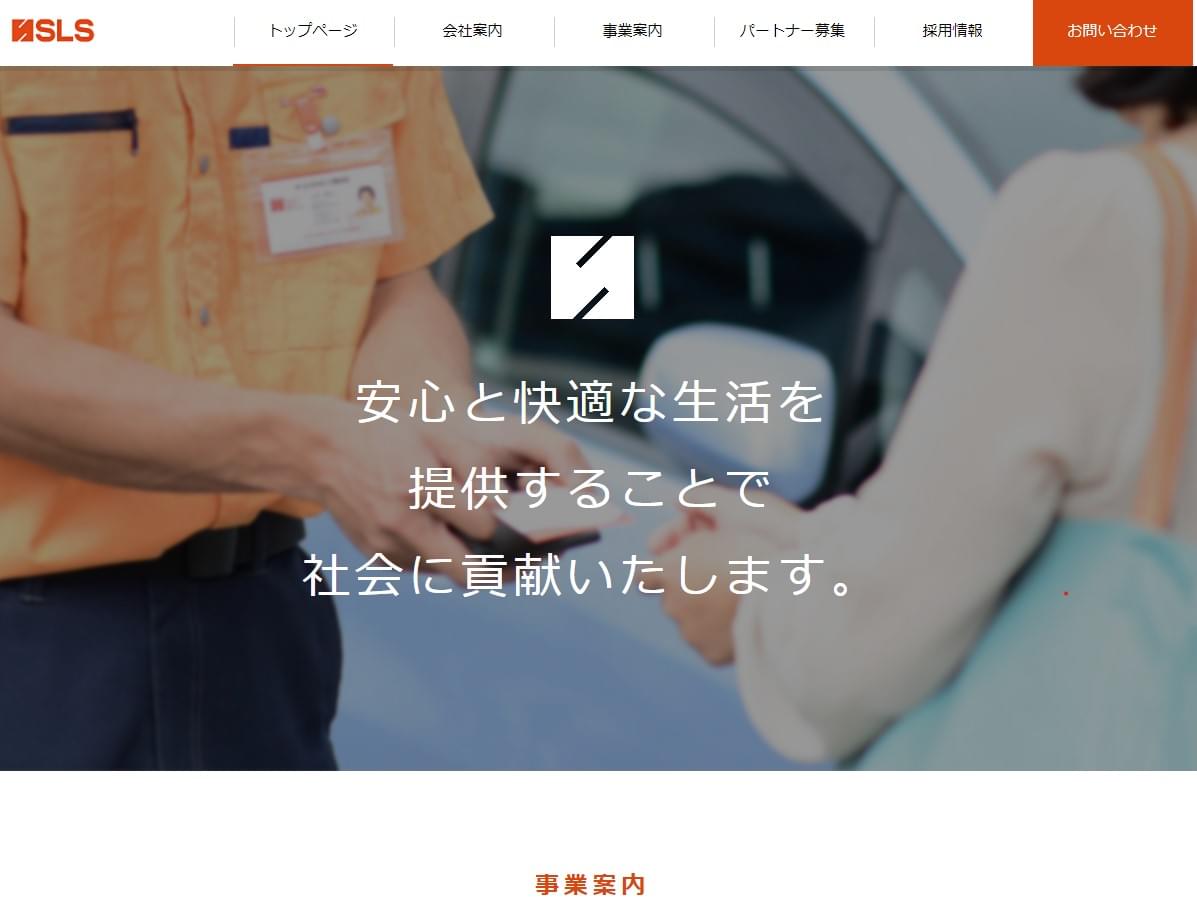 SLS
トップページ
会社案内
事業案内
パートナー募集
採用情報
お問い合わせ
安心と快適な生活を
提供することで
社会に貢献いたします。
事業案内